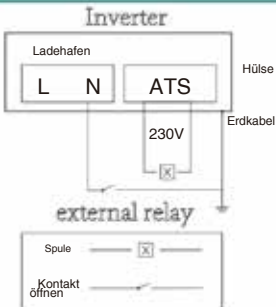 Inverter
Ladehafen
Hülse
L N ATS
Erdkabel
230V
X
external relay
Spule
X
Kontakt
öffnen